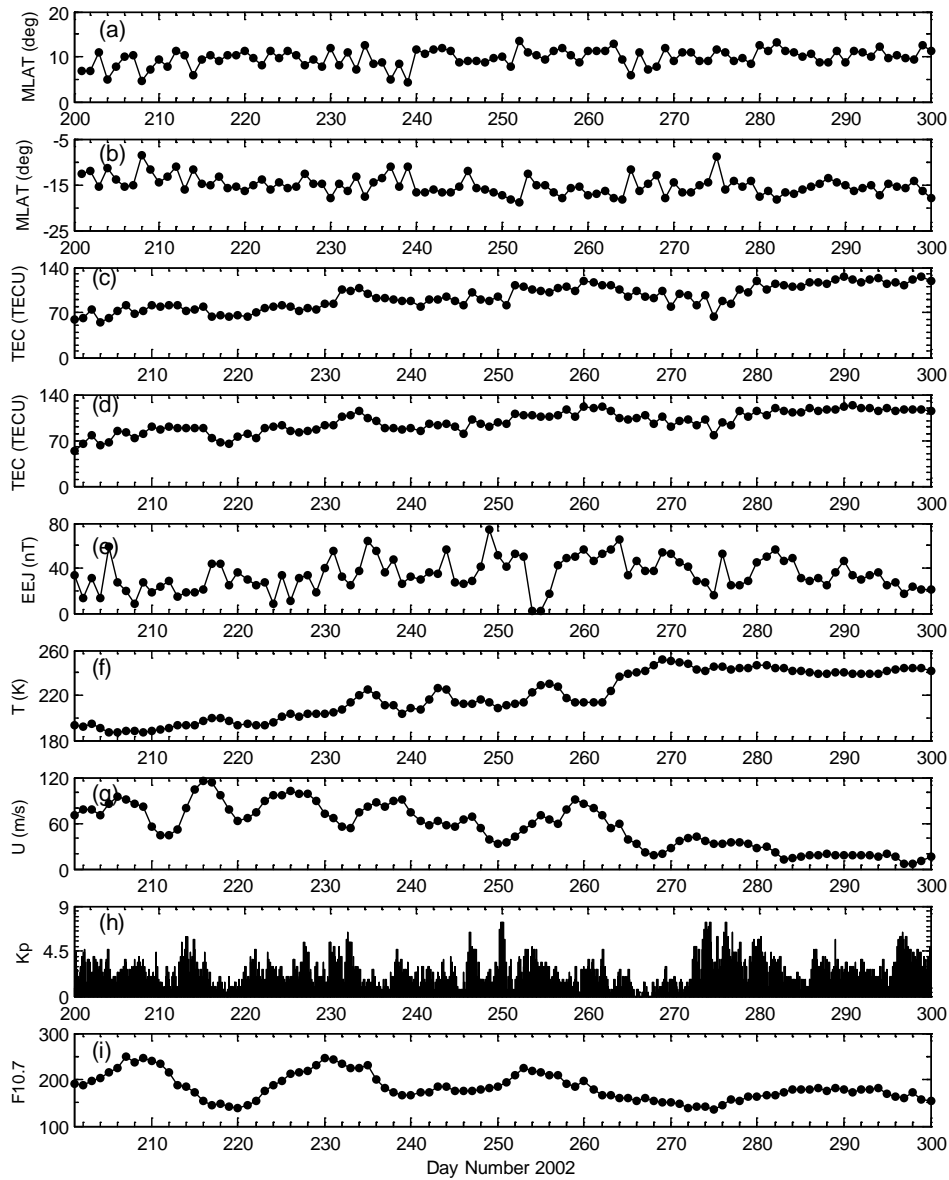 (a)
MLAT (deg)
20
10
0
200 210 220 230 240 250 260 270 280 290 300
(b)
MLAT (deg)
-5
-15
-25
200 210 220 230 240 250 260 270 280 290 300
(c)
TEC (TECU)
140
70
0
210 220 230 240 250 260 270 280 290 300
(d)
TEC (TECU)
140
70
0
210 220 230 240 250 260 270 280 290 300
(e)
EEJ (nT)
80
40
0
210 220 230 240 250 260 270 280 290 300
(f)
T (K)
260
220
180
210 220 230 240 250 260 270 280 290 300
(g)
U (m/s)
120
60
0
210 220 230 240 250 260 270 280 290 300
(h)
Kp
9
4.5
0
210 220 230 240 250 260 270 280 290 300
(i)
F10.7
300
200
100
210 220 230 240 250 260 270 280 290 300
Day Number 2002